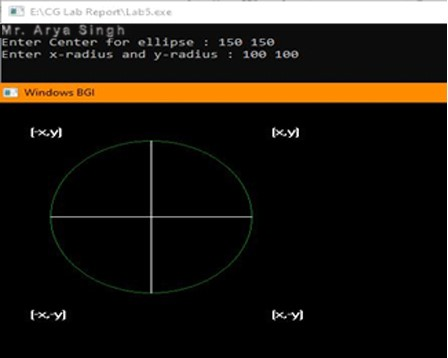 E:\CG Lab Report\Lab5.exe
Mr. Arya Singh
Enter Center for ellipse : 150 150
Enter x-radius and y-radius : 100 100
Windows BGI
(-x,y) (x,y)
(-x,-y) (x,-y)